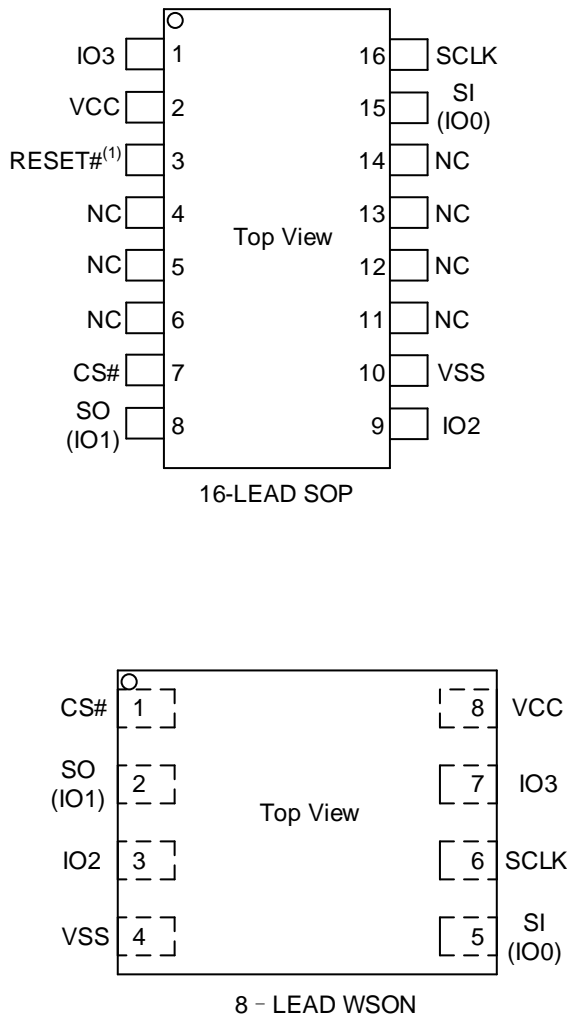 IO3 1 16 SCLK
VCC 2 15 SI
(IO0)
RESET#(1) 3 14 NC
NC 4 13 NC
Top View
NC 5 12 NC
NC 6 11 NC
CS# 7 10 VSS
SO
(IO1) 8 9 IO2
16-LEAD SOP
CS# 1 8 VCC
SO
(IO1) 2 7 IO3
Top View
IO2 3 6 SCLK
VSS 4 5 SI
(IO0)
8 - LEAD WSON